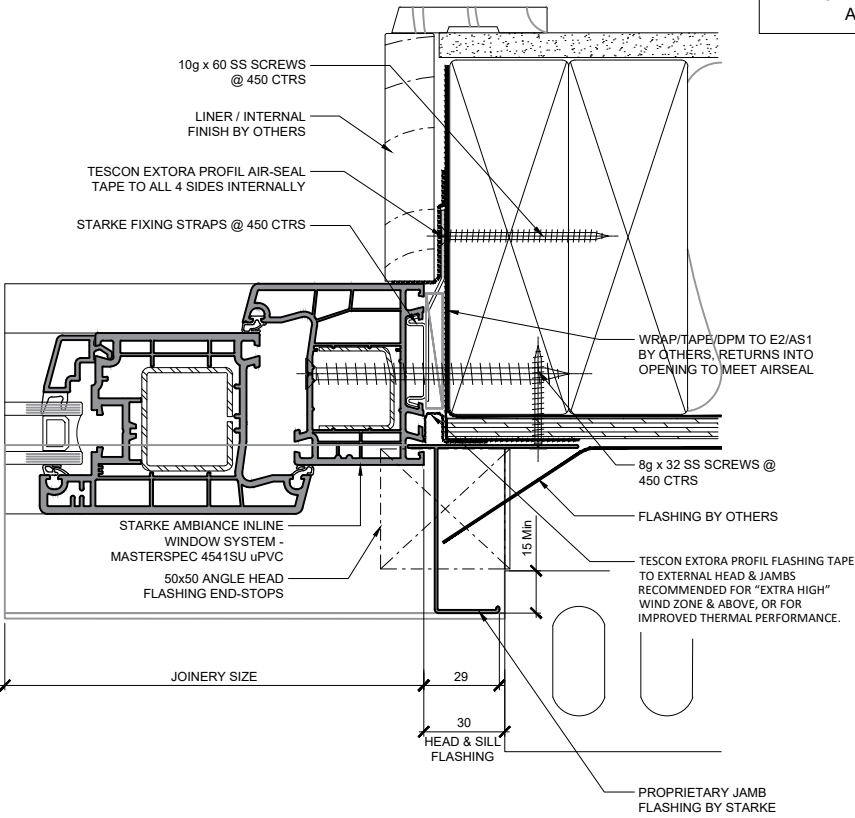 A
10g x 60 SS SCREWS
@ 450 CTRS
LINER / INTERNAL
FINISH BY OTHERS
TESCON EXTORA PROFIL AIR-SEAL
TAPE TO ALL 4 SIDES INTERNALLY
STARKE FIXING STRAPS @ 450 CTRS
WRAP/TAPE/DPM TO E2/AS1
BY OTHERS, RETURNS INTO
OPENING TO MEET AIRSEAL
8g x 32 SS SCREWS @
450 CTRS
FLASHING BY OTHERS
STARKE AMBIANCE INLINE
WINDOW SYSTEM -
MASTERSPEC 4541SU uPVC
50x50 ANGLE HEAD
FLASHING END-STOPS
15 Min
TESCON EXTORA PROFIL FLASHING TAPE
TO EXTERNAL HEAD & JAMBS
RECOMMENDED FOR “EXTRA HIGH”
WIND ZONE & ABOVE, OR FOR
IMPROVED THERMAL PERFORMANCE.
JOINERY SIZE
29
30
HEAD & SILL
FLASHING
PROPRIETARY JAMB
FLASHING BY STARKE